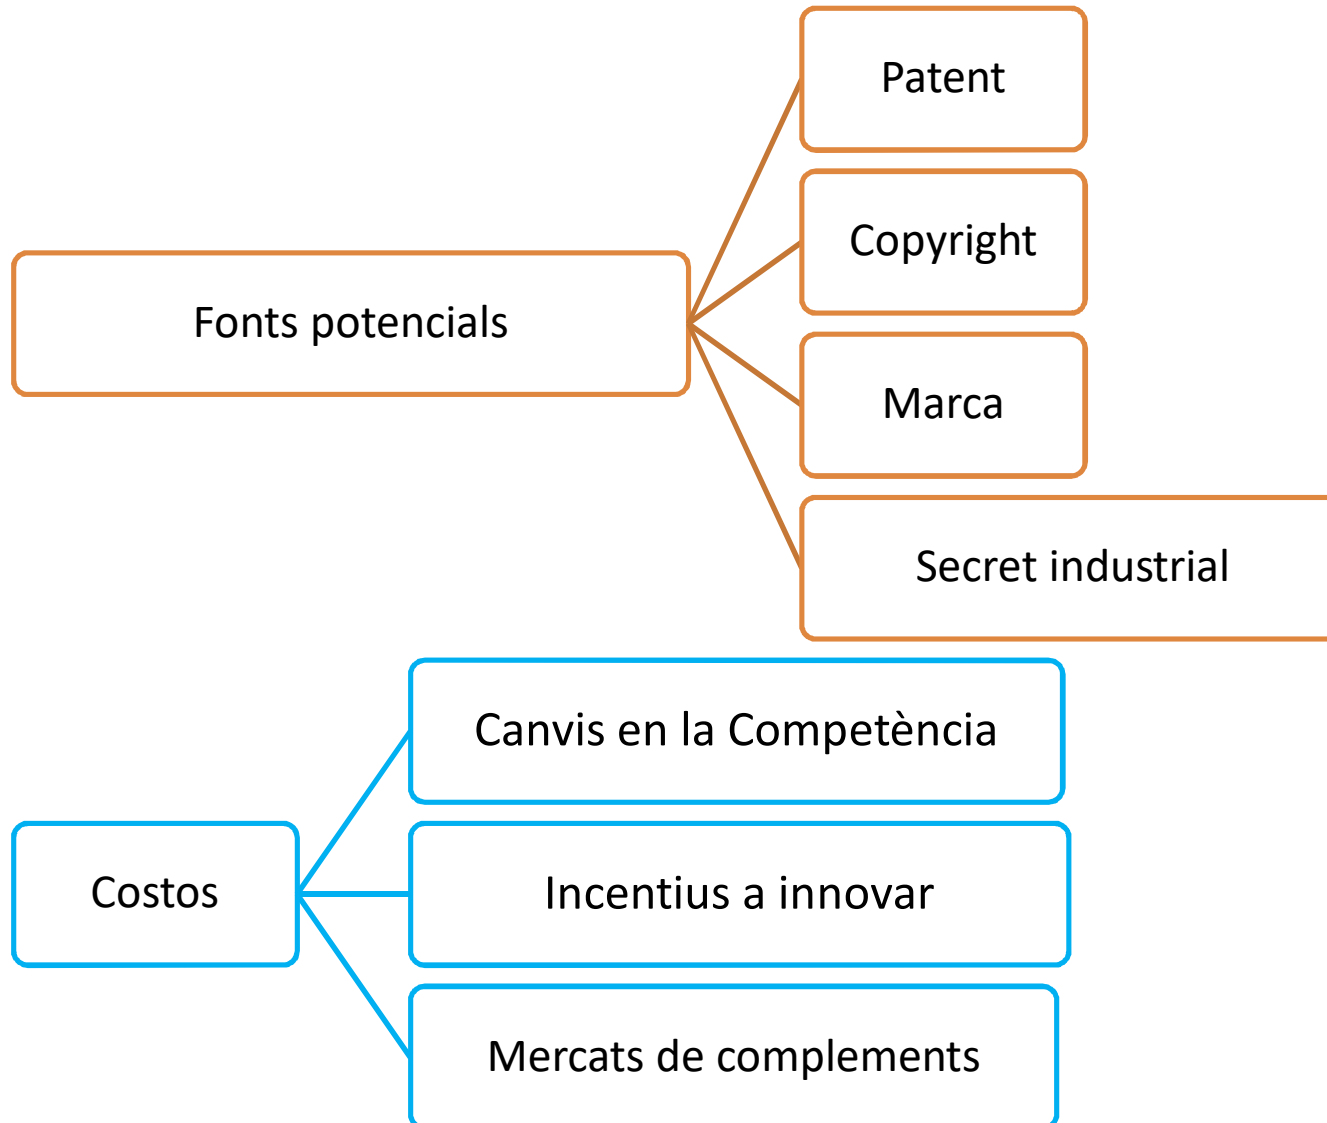 Patent
Copyright
Fonts potencials
Marca
Secret industrial
Canvis en la Competència
Costos
Incentius a innovar
Mercats de complements